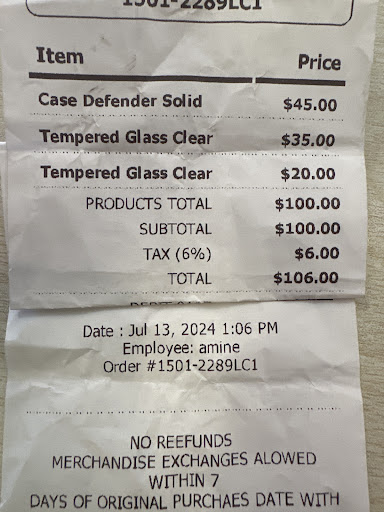 1501-2289LC1
Item Price
Case Defender Solid $45.00
Tempered Glass Clear $35.00
Tempered Glass Clear $20.00
PRODUCTS TOTAL $100.00
SUBTOTAL $100.00
TAX (6%) $6.00
TOTAL $106.00
Date : Jul 13, 2024 1:06 PM
Employee: amine
Order #1501-2289LC1
NO REEFUNDS
MERCHANDISE EXCHANGES ALOWED
WITHIN 7
DAYS OF ORIGINAL PURCHAES DATE WITH